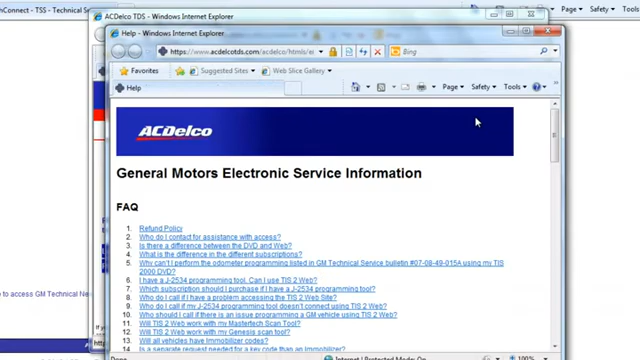 Connect - TSS - Technical S
ACDelco TDS - Windows Internet Explorer
Page Safety Tools
Help - Windows Internet Explorer
https://www.acdelcotds.com/acdelco/htmls/e
Bing
Favorites Suggested Sites Web Slice Gallery
Help
Page Safety Tools
ACDelco
General Motors Electronic Service Information
FAQ
1. Refund Policy
2. Who do I contact for assistance with access?
3. Is there a difference between the DVD and Web?
4. What is the difference in the different subscriptions?
5. Why can't I perform the odometer programming listed in GM Technical Service bulletin #07-08-49-015A using my TIS
2000 DVD?
6. I have a J-2534 programming tool, Can I use TIS 2 Web?
7. Which subscription should I purchase if I have a J-2534 programming tool?
8. Who do I call if I have a problem accessing the TIS 2 Web Site?
9. Who do I call if my J-2534 programming tool doesn't connect using TIS 2 Web?
10. Who should I call if there is an issue programming a GM vehicle using TIS 2 Web?
to access GM Technical Ne
11. Will TIS 2 Web work with my Mastertech Scan Tool?
12. Will TIS 2 Web work with my Genesis scan tool?
If you
13. Will all vehicles have Immobilizer codes?
http
14. Is a separate request needed for a key code than an Immobilizer?
Done
Internet | Protected Mode: On
100%